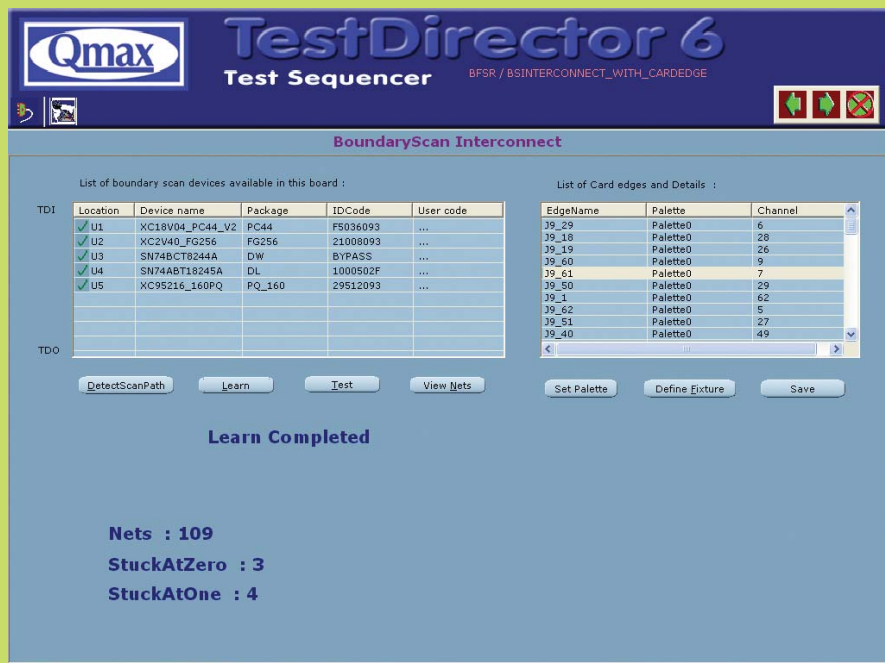 Qmax
TestDirector 6
Test Sequencer
BFSR / BSINTERCONNECT_WITH_CARDEDGE
BoundaryScan Interconnect
List of boundary scan devices available in this board :
TDI
Location Device name Package IDCode User code
U1 XC18V04_PC44_V2 PC44 F5036093 ...
U2 XC2V40_FG256 FG256 21008093 ...
U3 SN74BCT8244A DW BYPASS ...
U4 SN74ABT18245A DL 1000502F ...
U5 XC95216_160PQ PQ_160 29512093 ...
TDO
DetectScanPath Learn Test View Nets
List of Card edges and Details :
EdgeName Palette Channel
J9_29 Palette0 6
J9_18 Palette0 28
J9_19 Palette0 26
J9_60 Palette0 9
J9_61 Palette0 7
J9_50 Palette0 29
J9_1 Palette0 62
J9_62 Palette0 5
J9_51 Palette0 27
J9_40 Palette0 49
Set Palette Define Fixture Save
Learn Completed
Nets : 109
StuckAtZero : 3
StuckAtOne : 4